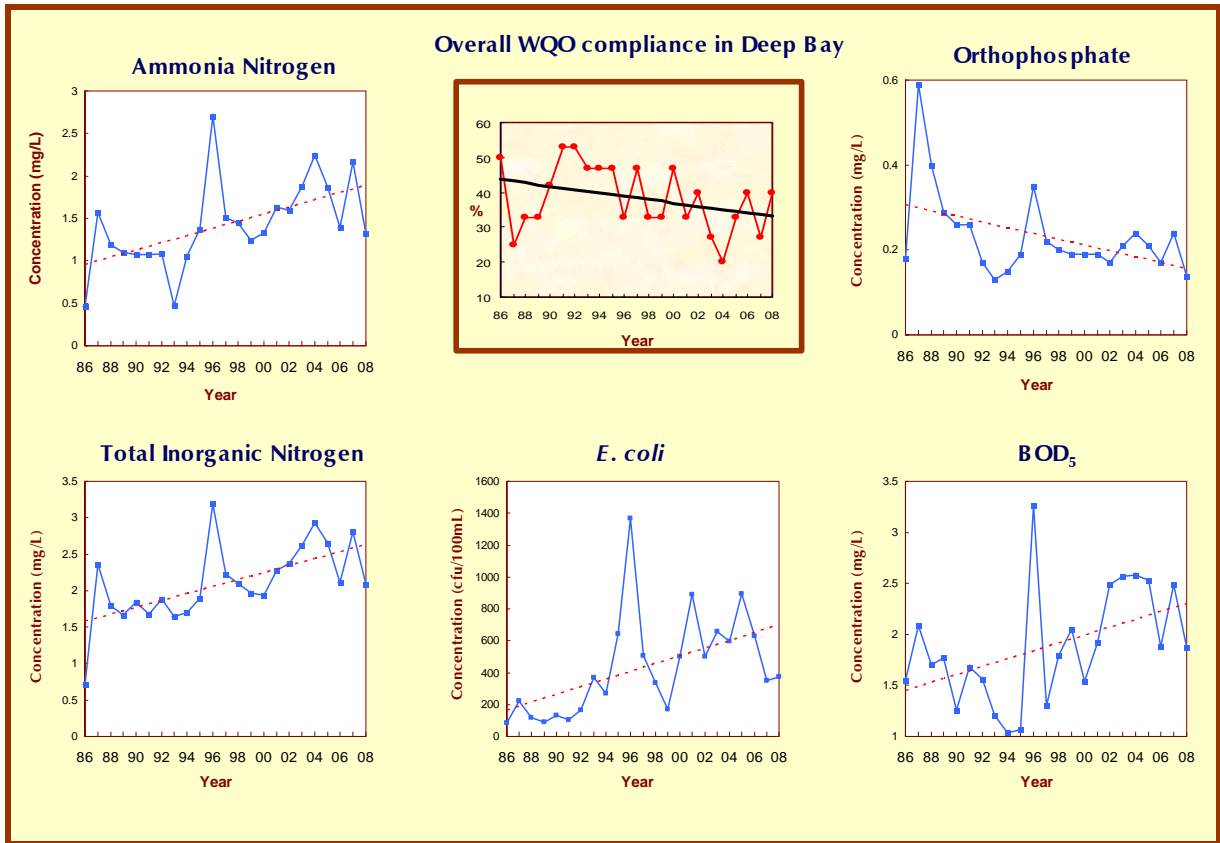 Overall WQO compliance in Deep Bay
Ammonia Nitrogen
Concentration (mg/L)
3
2.5
2
1.5
1
0.5
0
86 88 90 92 94 96 98 00 02 04 06 08
Year
60
50
40
%
30
20
10
86 88 90 92 94 96 98 00 02 04 06 08
Year
Orthophosphate
Concentration (mg/L)
0.6
0.4
0.2
0
86 88 90 92 94 96 98 00 02 04 06 08
Year
Total Inorganic Nitrogen
Concentration (mg/L)
3.5
3
2.5
2
1.5
1
0.5
0
86 88 90 92 94 96 98 00 02 04 06 08
Year
E. coli
Concentration (cfu/100mL)
1600
1400
1200
1000
800
600
400
200
0
86 88 90 92 94 96 98 00 02 04 06 08
Year
BOD₅
Concentration (mg/L)
3.5
3
2.5
2
1.5
1
86 88 90 92 94 96 98 00 02 04 06 08
Year